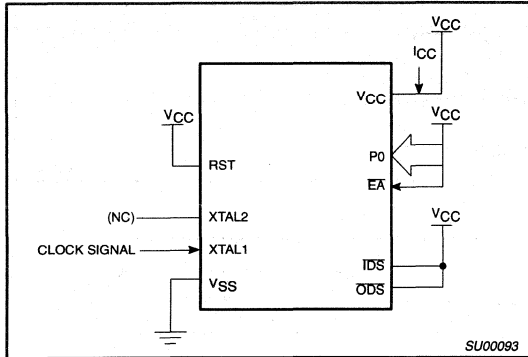 VCC
ICC
VCC
VCC
VCC
P0
RST
EA
(NC)
XTAL2
VCC
CLOCK SIGNAL
XTAL1
IDS
VSS
ODS
SU00093